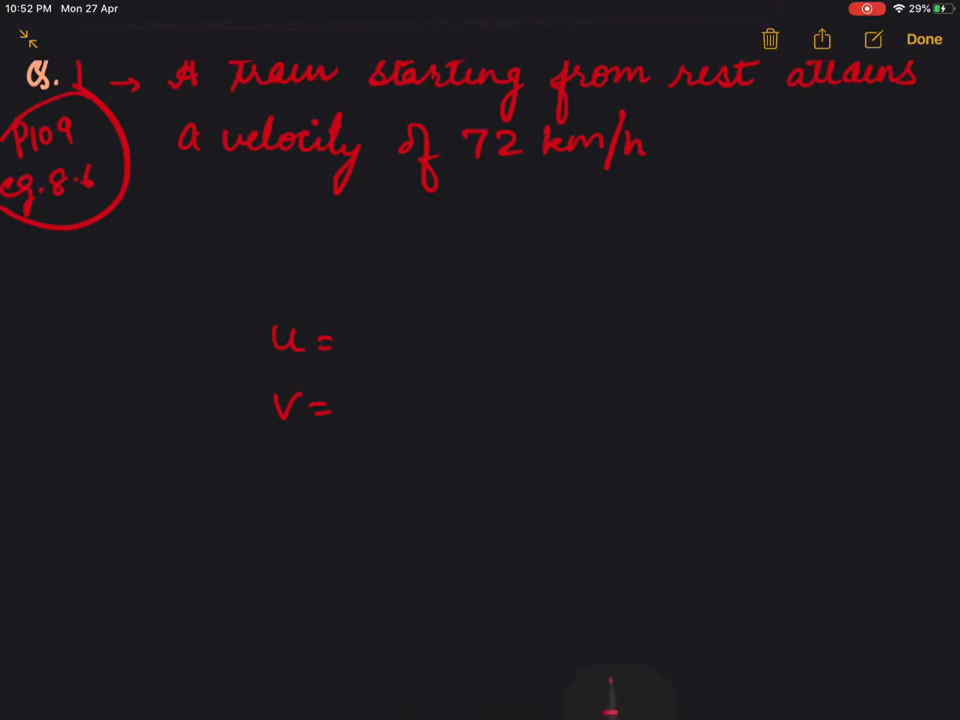 10:52 PM Mon 27 Apr 29%
Done
Q. 1 → A train starting from rest attains
a velocity of 72 km/h
P109
eg. 8.6
u =
v =